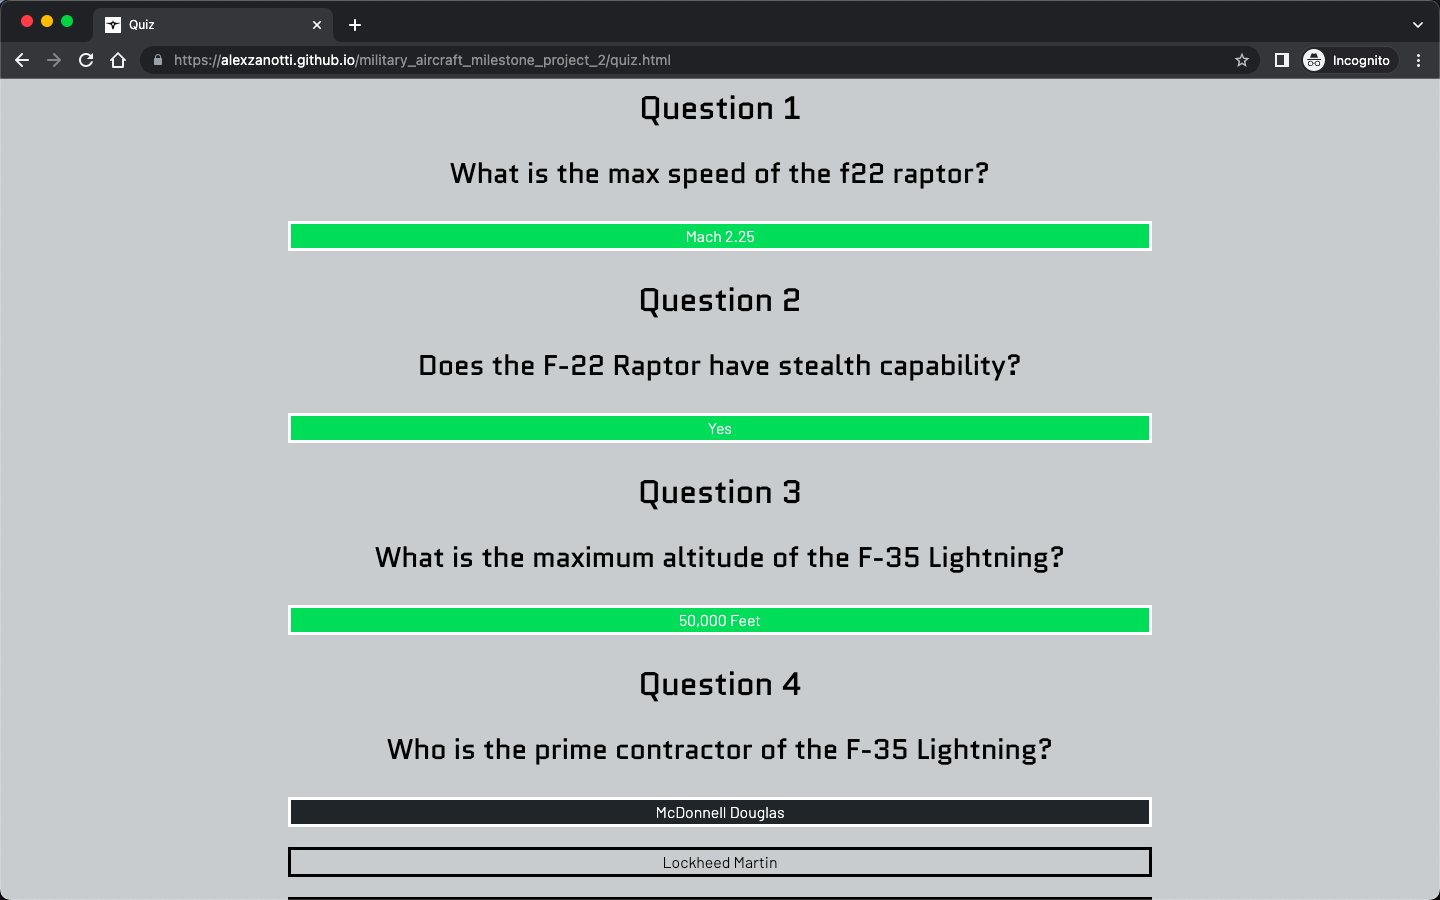 Quiz
https://alexzanotti.github.io/military_aircraft_milestone_project_2/quiz.html
Incognito
Question 1
What is the max speed of the f22 raptor?
Mach 2.25
Question 2
Does the F-22 Raptor have stealth capability?
Yes
Question 3
What is the maximum altitude of the F-35 Lightning?
50,000 Feet
Question 4
Who is the prime contractor of the F-35 Lightning?
McDonnell Douglas
Lockheed Martin